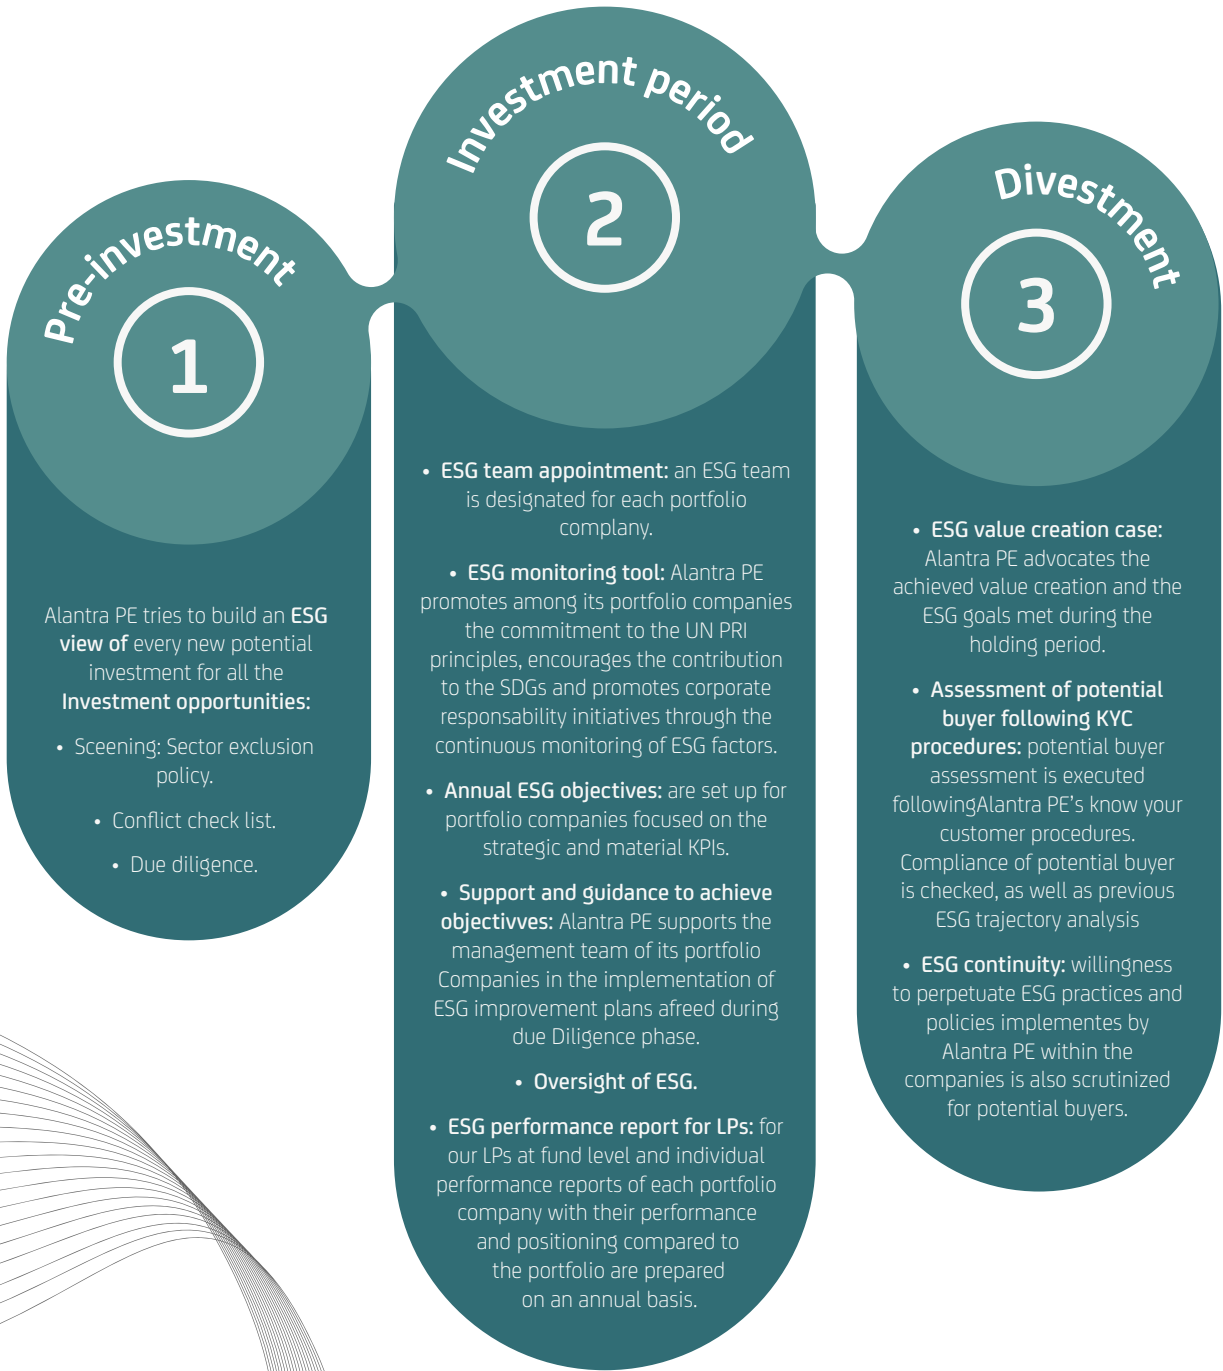 Pre-investment
1
Alantra PE tries to build an ESG
view of every new potential
investment for all the
Investment opportunities:
• Sceening: Sector exclusion
policy.
• Conflict check list.
• Due diligence.
Investment period
2
• ESG team appointment: an ESG team
is designated for each portfolio
complany.
• ESG monitoring tool: Alantra PE
promotes among its portfolio companies
the commitment to the UN PRI
principles, encourages the contribution
to the SDGs and promotes corporate
responsability initiatives through the
continuous monitoring of ESG factors.
• Annual ESG objectives: are set up for
portfolio companies focused on the
strategic and material KPIs.
• Support and guidance to achieve
objectivves: Alantra PE supports the
management team of its portfolio
Companies in the implementation of
ESG improvement plans afreed during
due Diligence phase.
• Oversight of ESG.
• ESG performance report for LPs: for
our LPs at fund level and individual
performance reports of each portfolio
company with their performance
and positioning compared to
the portfolio are prepared
on an annual basis.
Divestment
3
• ESG value creation case:
Alantra PE advocates the
achieved value creation and the
ESG goals met during the
holding period.
• Assessment of potential
buyer following KYC
procedures: potential buyer
assessment is executed
followingAlantra PE's know your
customer procedures.
Compliance of potential buyer
is checked, as well as previous
ESG trajectory analysis
• ESG continuity: willingness
to perpetuate ESG practices and
policies implementes by
Alantra PE within the
companies is also scrutinized
for potential buyers.